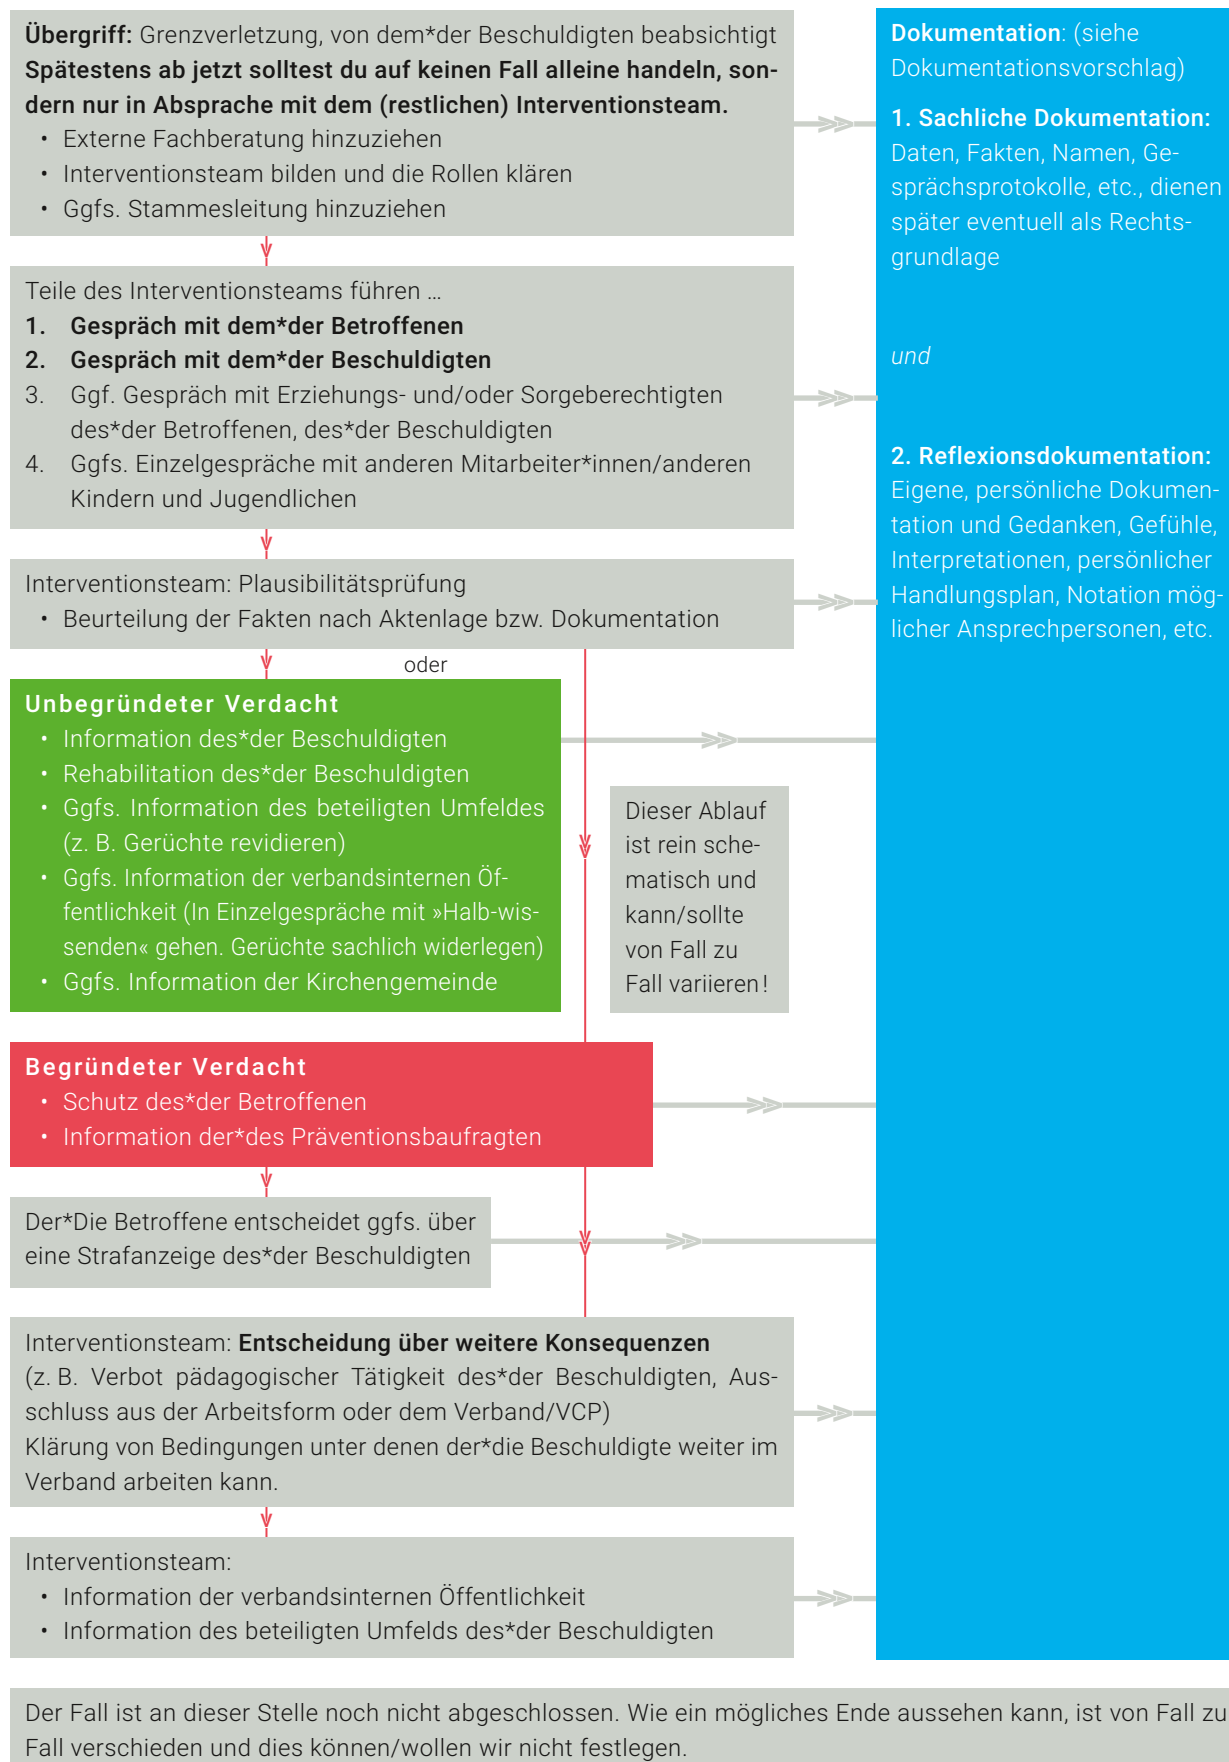 Übergriff: Grenzverletzung, von dem*der Beschuldigten beabsichtigt
Spätestens ab jetzt solltest du auf keinen Fall alleine handeln, son-
dern nur in Absprache mit dem (restlichen) Interventionsteam.
• Externe Fachberatung hinzuziehen
• Interventionsteam bilden und die Rollen klären
• Ggfs. Stammesleitung hinzuziehen
Teile des Interventionsteams führen …
1. Gespräch mit dem*der Betroffenen
2. Gespräch mit dem*der Beschuldigten
3. Ggf. Gespräch mit Erziehungs- und/oder Sorgeberechtigten
des*der Betroffenen, des*der Beschuldigten
4. Ggfs. Einzelgespräche mit anderen Mitarbeiter*innen/anderen
Kindern und Jugendlichen
Interventionsteam: Plausibilitätsprüfung
• Beurteilung der Fakten nach Aktenlage bzw. Dokumentation
oder
Unbegründeter Verdacht
• Information des*der Beschuldigten
• Rehabilitation des*der Beschuldigten
• Ggfs. Information des beteiligten Umfeldes
(z. B. Gerüchte revidieren)
• Ggfs. Information der verbandsinternen Öf-
fentlichkeit (In Einzelgespräche mit »Halb-wis-
senden« gehen. Gerüchte sachlich widerlegen)
• Ggfs. Information der Kirchengemeinde
Dieser Ablauf
ist rein sche-
matisch und
kann/sollte
von Fall zu
Fall variieren!
Begründeter Verdacht
• Schutz des*der Betroffenen
• Information der*des Präventionsbaufragten
Der*Die Betroffene entscheidet ggfs. über
eine Strafanzeige des*der Beschuldigten
Interventionsteam: Entscheidung über weitere Konsequenzen
(z. B. Verbot pädagogischer Tätigkeit des*der Beschuldigten, Aus-
schluss aus der Arbeitsform oder dem Verband/VCP)
Klärung von Bedingungen unter denen der*die Beschuldigte weiter im
Verband arbeiten kann.
Interventionsteam:
• Information der verbandsinternen Öffentlichkeit
• Information des beteiligten Umfelds des*der Beschuldigten
Dokumentation: (siehe
Dokumentationsvorschlag)
1. Sachliche Dokumentation:
Daten, Fakten, Namen, Ge-
sprächsprotokolle, etc., dienen
später eventuell als Rechts-
grundlage
und
2. Reflexionsdokumentation:
Eigene, persönliche Dokumen-
tation und Gedanken, Gefühle,
Interpretationen, persönlicher
Handlungsplan, Notation mög-
licher Ansprechpersonen, etc.
Der Fall ist an dieser Stelle noch nicht abgeschlossen. Wie ein mögliches Ende aussehen kann, ist von Fall zu
Fall verschieden und dies können/wollen wir nicht festlegen.